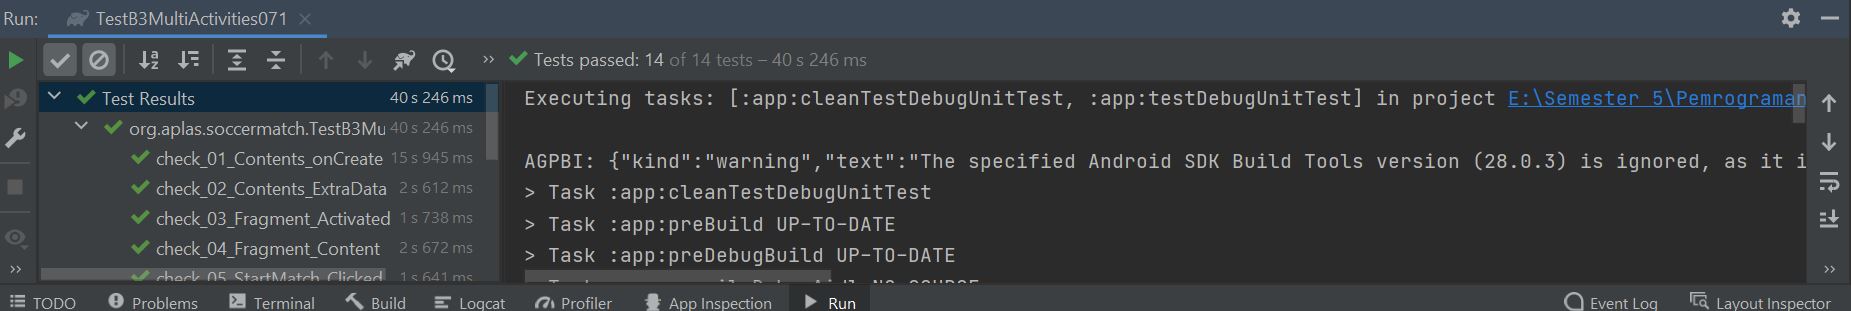 Run: TestB3MultiActivities071
Tests passed: 14 of 14 tests – 40 s 246 ms
Test Results 40 s 246 ms
org.aplas.soccermatch.TestB3Mu 40 s 246 ms
check_01_Contents_onCreate 15 s 945 ms
check_02_Contents_ExtraData 2 s 612 ms
check_03_Fragment_Activated 1 s 738 ms
check_04_Fragment_Content 2 s 672 ms
check_05_StartMatch_Clicked 1 s 641 ms
Executing tasks: [:app:cleanTestDebugUnitTest, :app:testDebugUnitTest] in project E:\Semester 5\Pemrograman
AGPBI: {"kind":"warning","text":"The specified Android SDK Build Tools version (28.0.3) is ignored, as it i
> Task :app:cleanTestDebugUnitTest
> Task :app:preBuild UP-TO-DATE
> Task :app:preDebugBuild UP-TO-DATE
TODO Problems Terminal Build Logcat Profiler App Inspection Run Event Log Layout Inspector